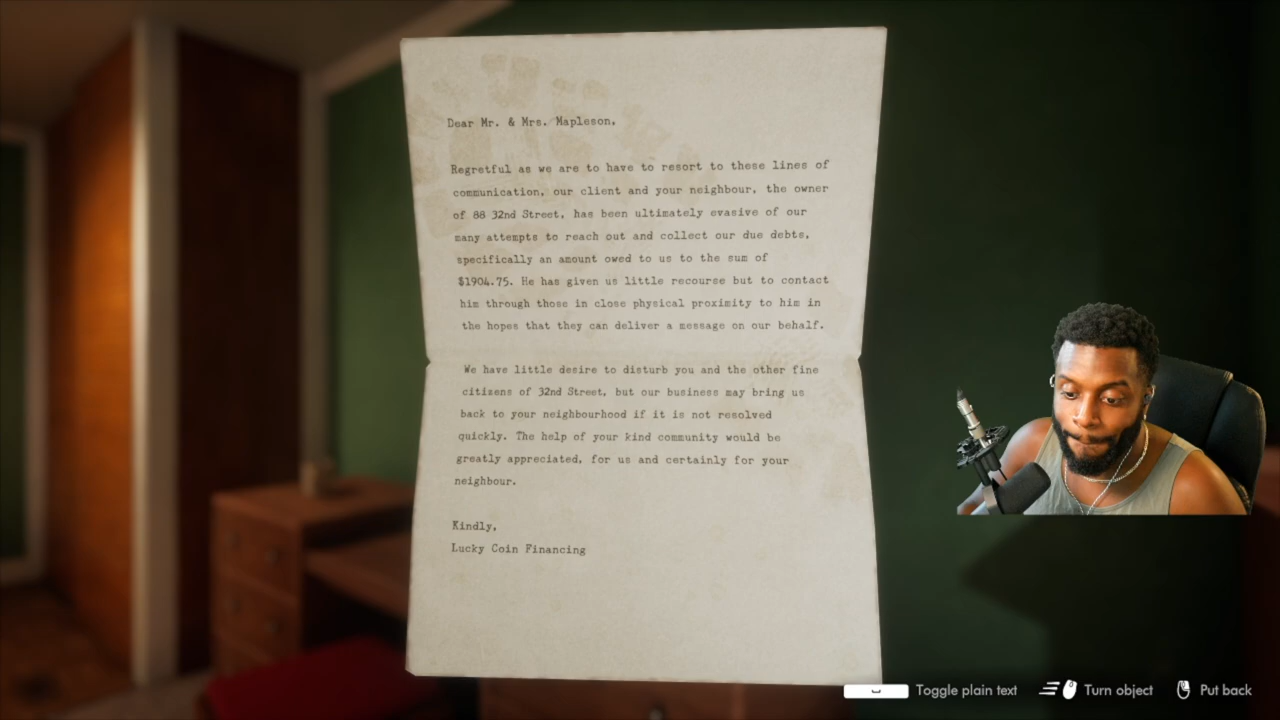 Dear Mr. & Mrs. Mapleson,
Regretful as we are to have to resort to these lines of
communication, our client and your neighbour, the owner
of 88 32nd Street, has been ultimately evasive of our
many attempts to reach out and collect our due debts,
specifically an amount owed to us to the sum of
$1904.75. He has given us little recourse but to contact
him through those in close physical proximity to him in
the hopes that they can deliver a message on our behalf.
We have little desire to disturb you and the other fine
citizens of 32nd Street, but our business may bring us
back to your neighbourhood if it is not resolved
quickly. The help of your kind community would be
greatly appreciated, for us and certainly for your
neighbour.
Kindly,
Lucky Coin Financing
Toggle plain text
Turn object
Put back